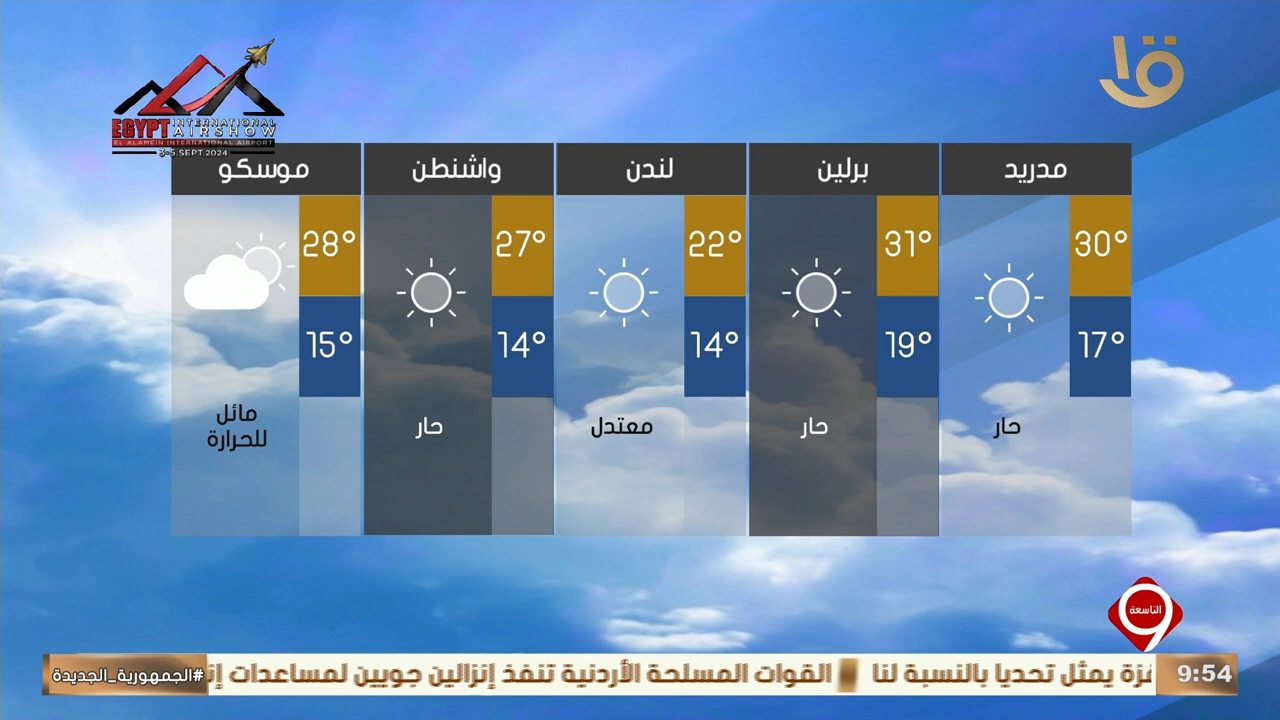 EGYPT INTERNATIONAL
AIRSHOW
EL ALAMEIN INTERNATIONAL AIRPORT
3-5.SEPT.2024
مدريد
برلين
لندن
واشنطن
موسكو
30°
31°
22°
27°
28°
17°
19°
14°
14°
15°
حار
حار
معتدل
حار
مائل
للحرارة
التاسعة
9
9:54
غزة يمثل تحديا بالنسبة لنا
القوات المسلحة الأردنية تنفذ إنزالين جويين لمساعدات
#الجمهورية_الجديدة